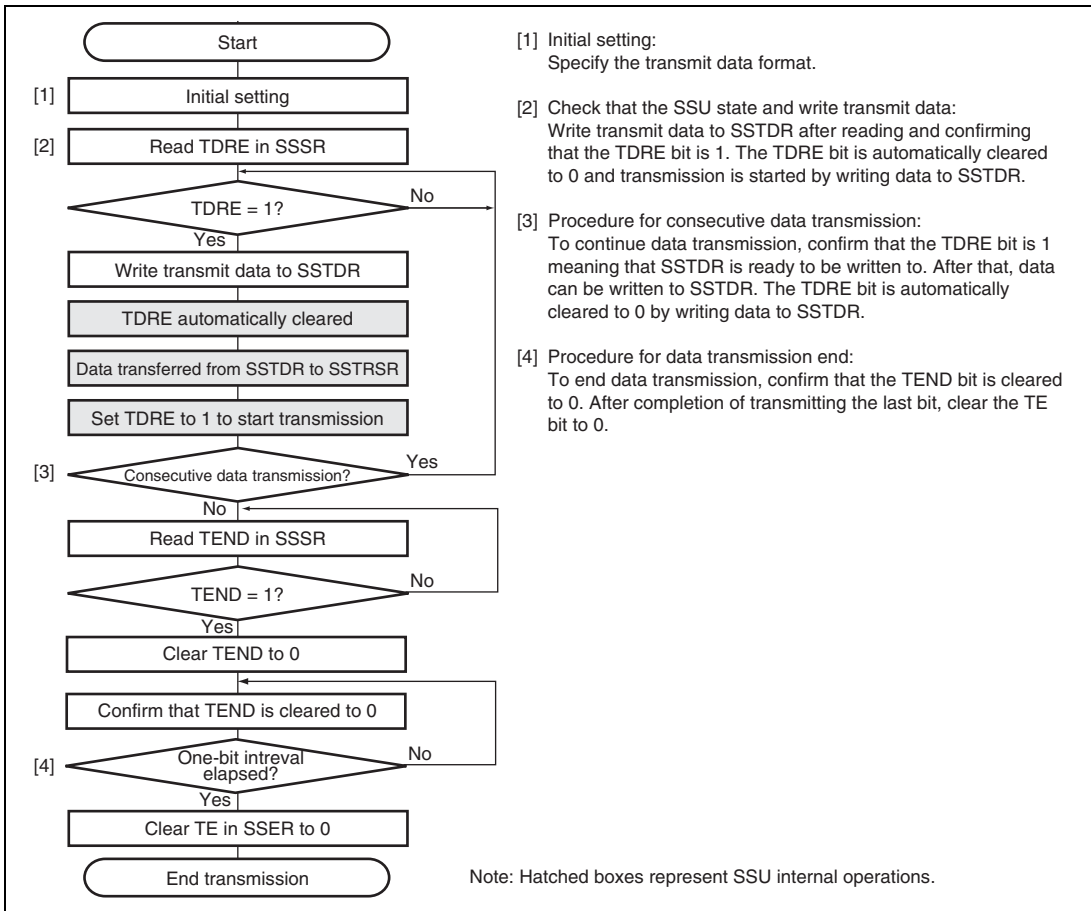 Start
[1] Initial setting
[2] Read TDRE in SSSR
TDRE = 1?
No
Yes
Write transmit data to SSTDR
TDRE automatically cleared
Data transferred from SSTDR to SSTRSR
Set TDRE to 1 to start transmission
[3] Consecutive data transmission?
Yes
No
Read TEND in SSSR
TEND = 1?
No
Yes
Clear TEND to 0
Confirm that TEND is cleared to 0
[4] One-bit intreval
elapsed?
No
Yes
Clear TE in SSER to 0
End transmission
[1] Initial setting:
Specify the transmit data format.
[2] Check that the SSU state and write transmit data:
Write transmit data to SSTDR after reading and confirming
that the TDRE bit is 1. The TDRE bit is automatically cleared
to 0 and transmission is started by writing data to SSTDR.
[3] Procedure for consecutive data transmission:
To continue data transmission, confirm that the TDRE bit is 1
meaning that SSTDR is ready to be written to. After that, data
can be written to SSTDR. The TDRE bit is automatically
cleared to 0 by writing data to SSTDR.
[4] Procedure for data transmission end:
To end data transmission, confirm that the TEND bit is cleared
to 0. After completion of transmitting the last bit, clear the TE
bit to 0.
Note: Hatched boxes represent SSU internal operations.